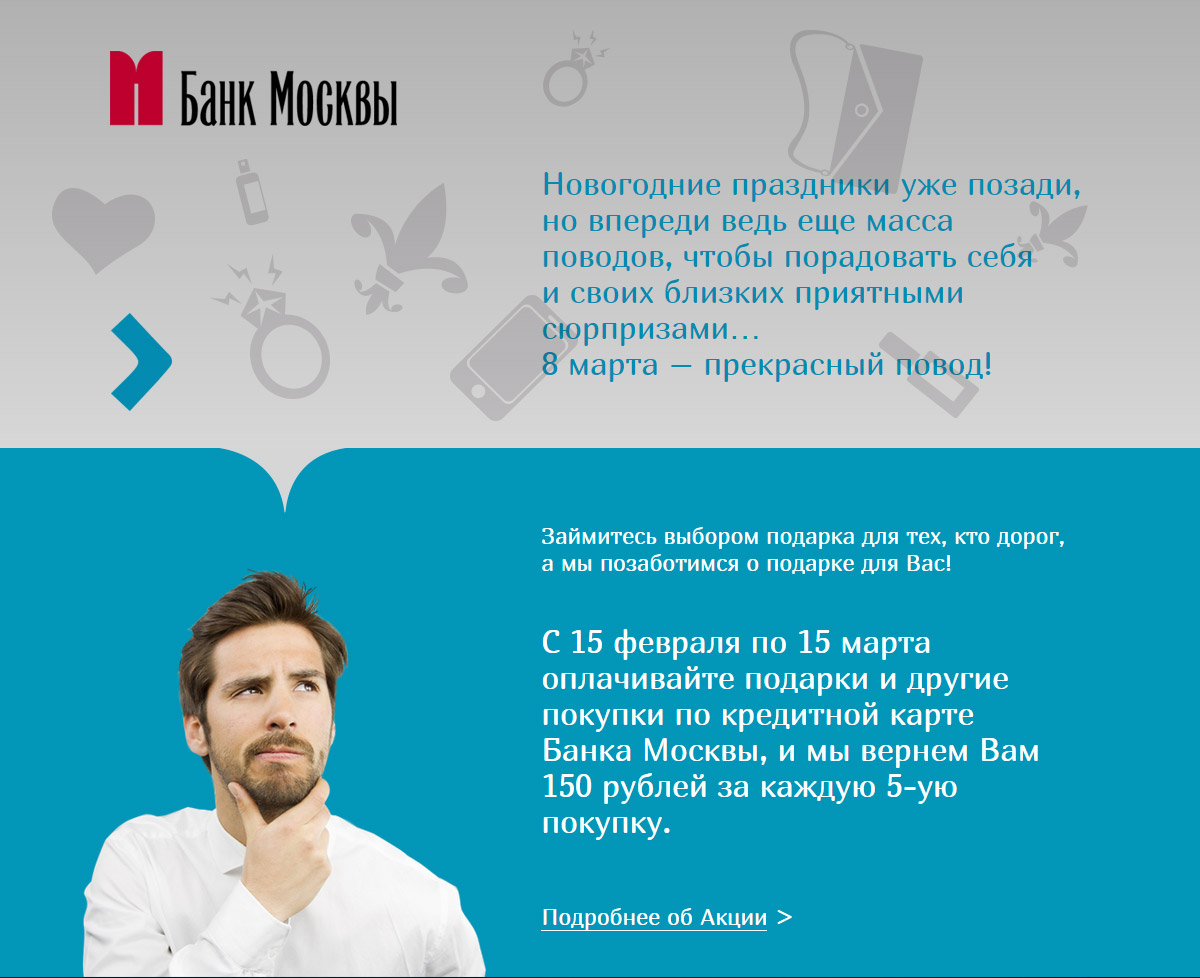 Банк Москвы
Новогодние праздники уже позади,
но впереди ведь еще масса
поводов, чтобы порадовать себя
и своих близких приятными
сюрпризами...
8 марта — прекрасный повод!
Займитесь выбором подарка для тех, кто дорог,
а мы позаботимся о подарке для Вас!
С 15 февраля по 15 марта
оплачивайте подарки и другие
покупки по кредитной карте
Банка Москвы, и мы вернем Вам
150 рублей за каждую 5-ую
покупку.
Подробнее об Акции >